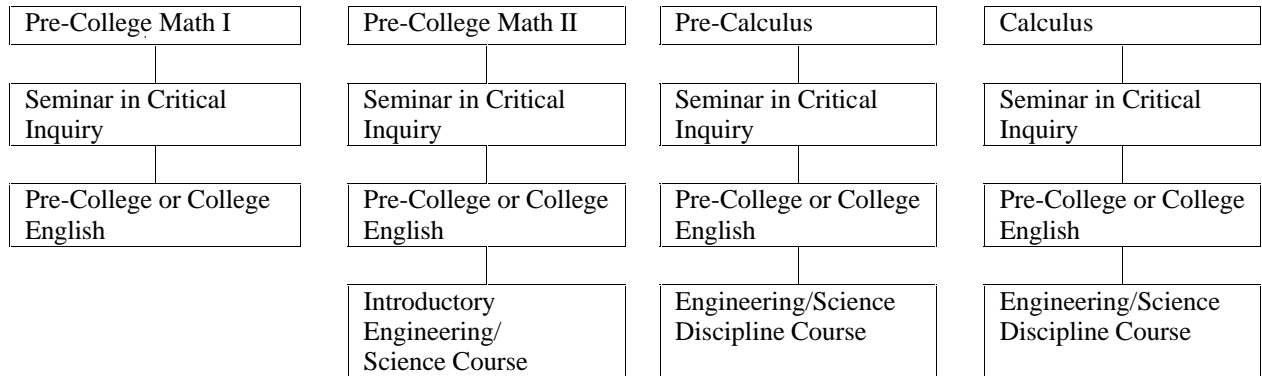 Pre-College Math I
Pre-College Math II
Pre-Calculus
Calculus
Seminar in Critical
Inquiry
Seminar in Critical
Inquiry
Seminar in Critical
Inquiry
Seminar in Critical
Inquiry
Pre-College or College
English
Pre-College or College
English
Pre-College or College
English
Pre-College or College
English
Introductory
Engineering/
Science Course
Engineering/Science
Discipline Course
Engineering/Science
Discipline Course